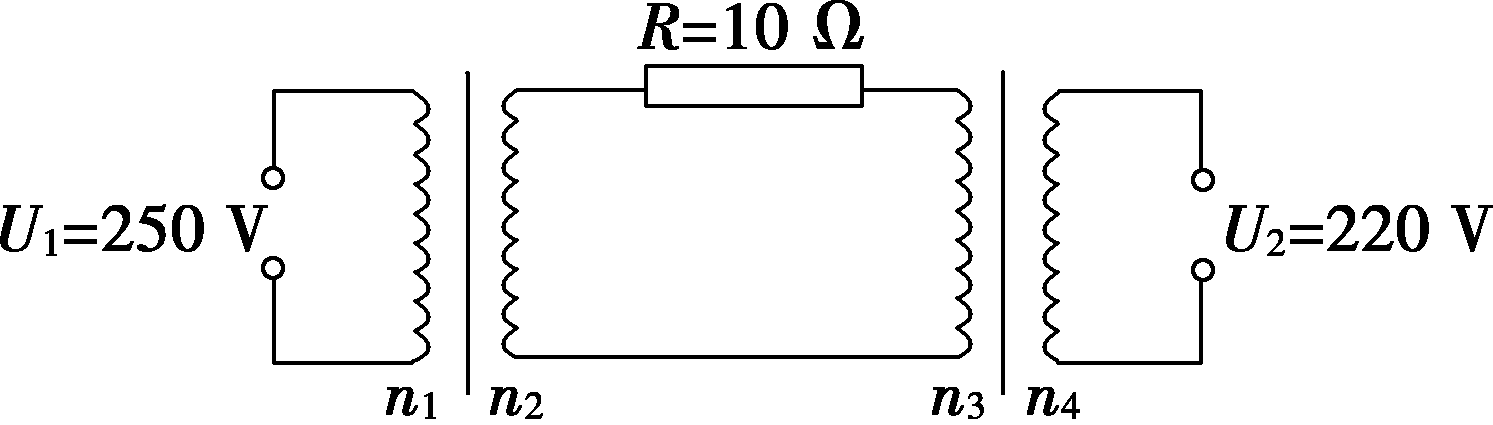 R=10 Ω
U₁=250 V
U₂=220 V
n₁ n₂ n₃ n₄